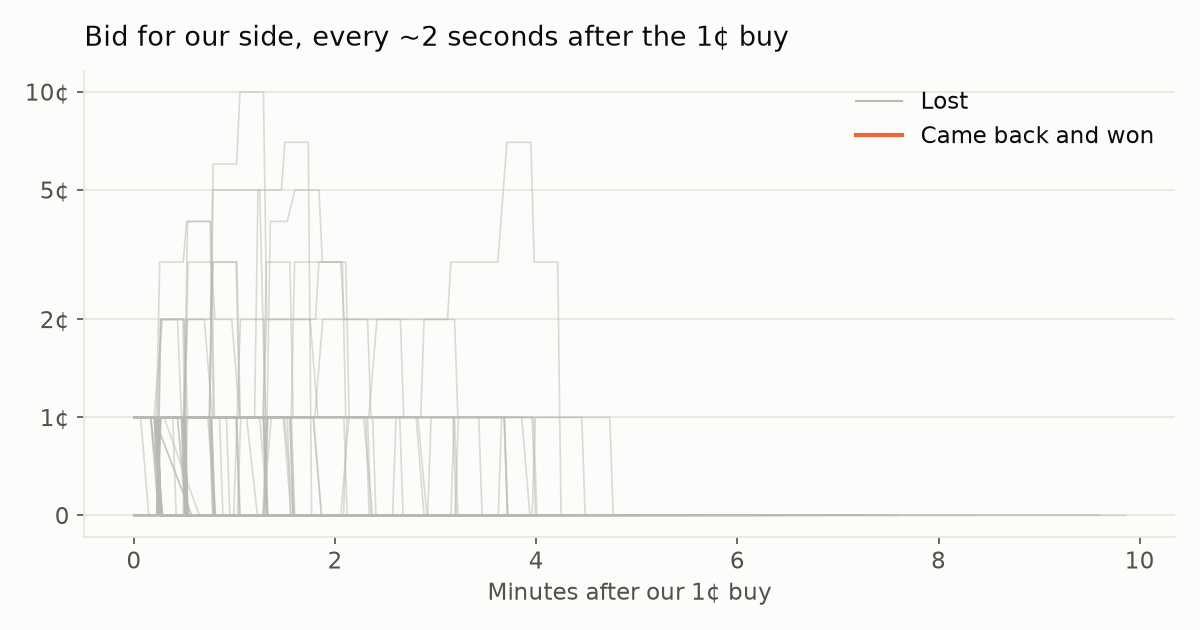 Bid for our side, every ~2 seconds after the 1¢ buy
10¢
5¢
2¢
1¢
0
Lost
Came back and won
0 2 4 6 8 10
Minutes after our 1¢ buy